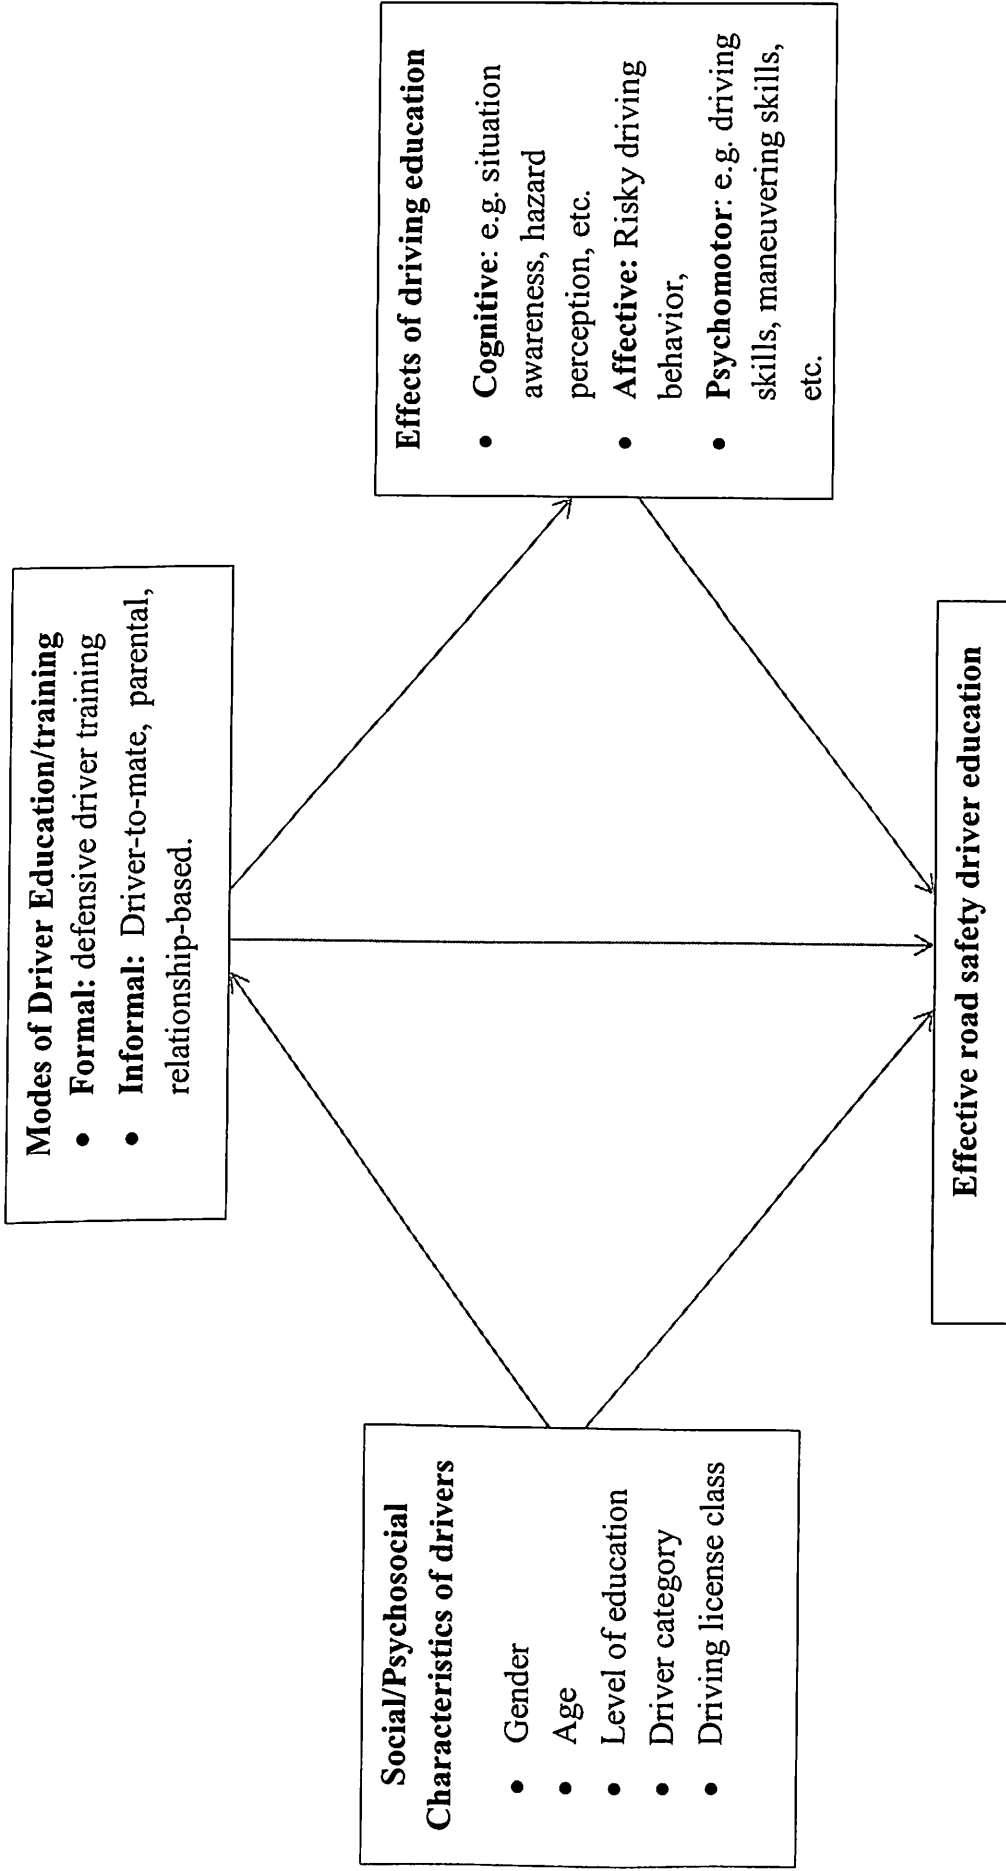 Modes of Driver Education/training
• Formal: defensive driver training
• Informal: Driver-to-mate, parental,
relationship-based.
Social/Psychosocial
Characteristics of drivers
• Gender
• Age
• Level of education
• Driver category
• Driving license class
Effects of driving education
• Cognitive: e.g. situation
awareness, hazard
perception, etc.
• Affective: Risky driving
behavior,
• Psychomotor: e.g. driving
skills, maneuvering skills,
etc.
Effective road safety driver education